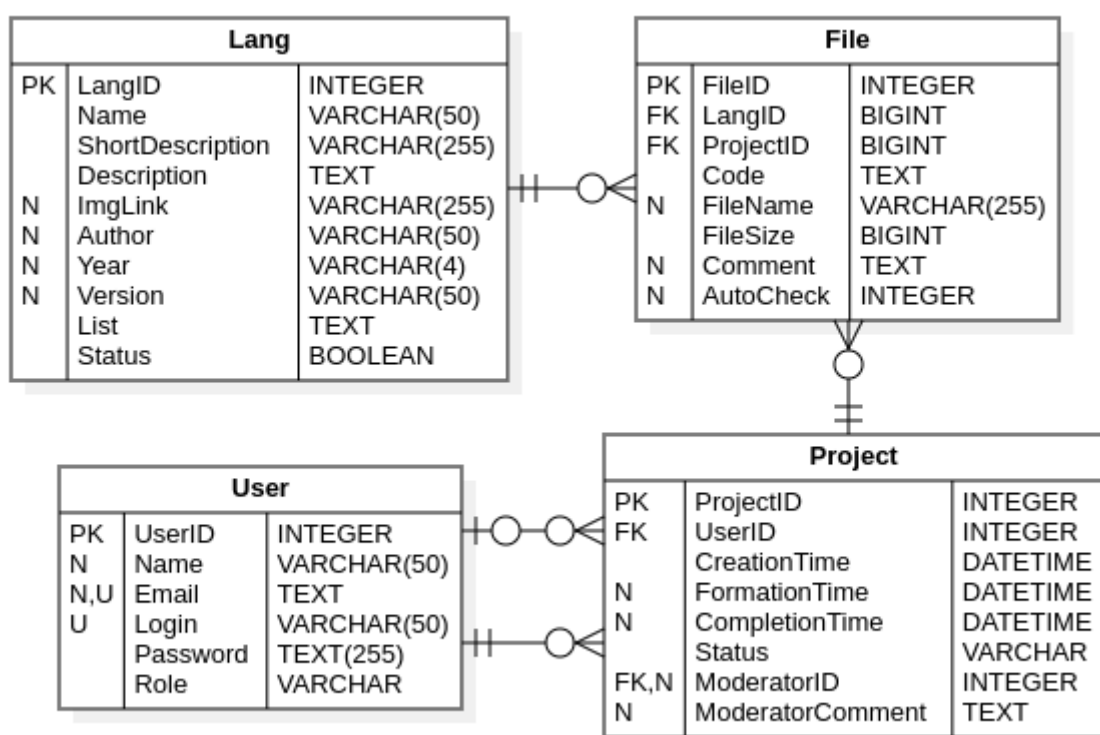 Lang
PK LangID INTEGER
Name VARCHAR(50)
ShortDescription VARCHAR(255)
Description TEXT
N ImgLink VARCHAR(255)
N Author VARCHAR(50)
N Year VARCHAR(4)
N Version VARCHAR(50)
List TEXT
Status BOOLEAN
File
PK FileID INTEGER
FK LangID BIGINT
FK ProjectID BIGINT
Code TEXT
N FileName VARCHAR(255)
FileSize BIGINT
N Comment TEXT
N AutoCheck INTEGER
User
PK UserID INTEGER
N Name VARCHAR(50)
N,U Email TEXT
U Login VARCHAR(50)
Password TEXT(255)
Role VARCHAR
Project
PK ProjectID INTEGER
FK UserID INTEGER
CreationTime DATETIME
N FormationTime DATETIME
N CompletionTime DATETIME
Status VARCHAR
FK,N ModeratorID INTEGER
N ModeratorComment TEXT